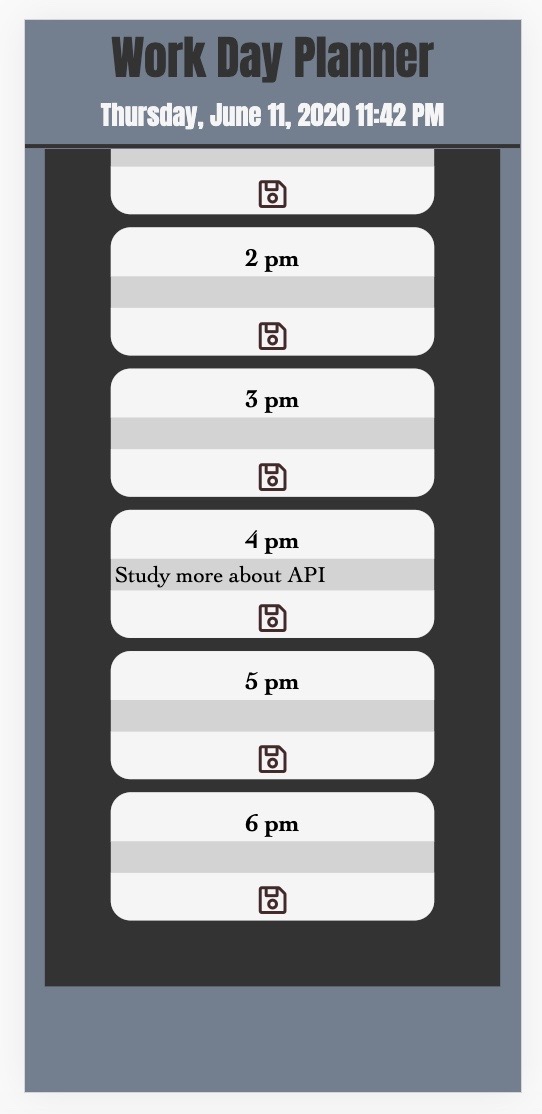 Work Day Planner
Thursday, June 11, 2020 11:42 PM
2 pm
3 pm
4 pm
Study more about API
5 pm
6 pm